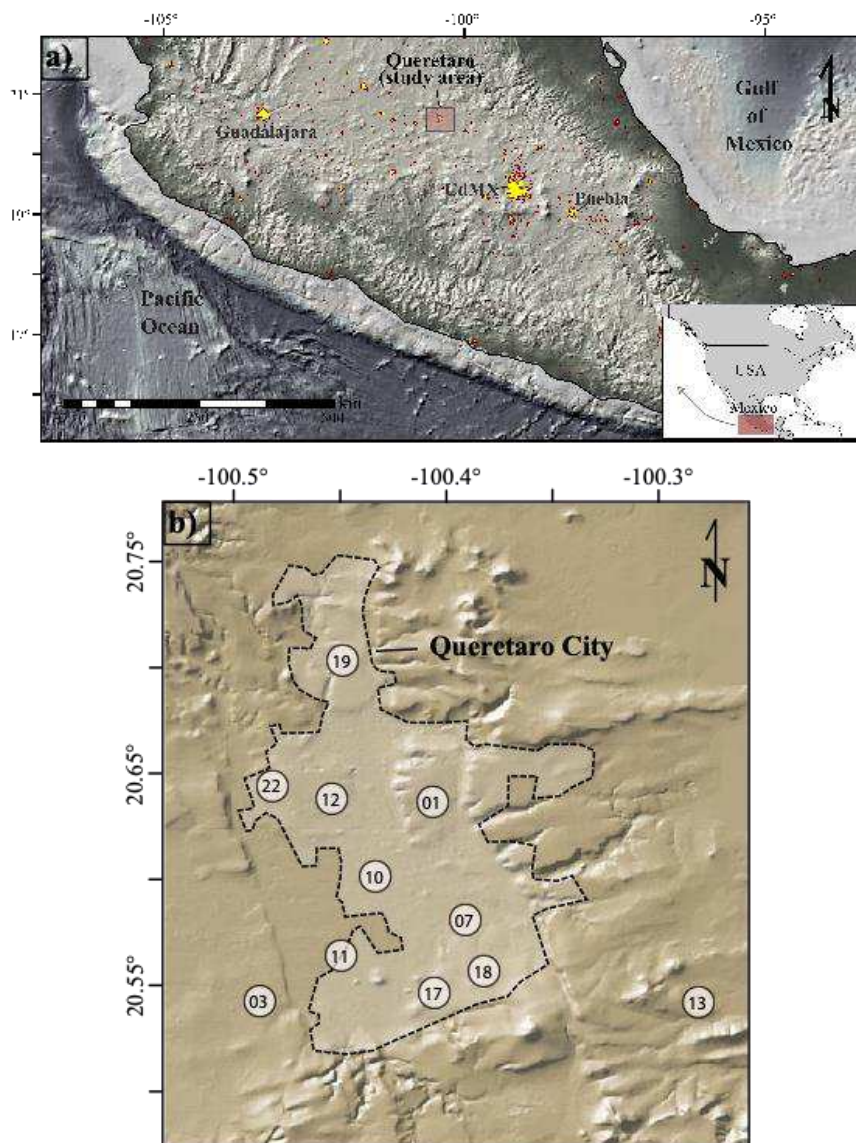 -105° -100° -95°
a)
Queretaro
(study area)
Gulf
of
Mexico
N
Guadalajara
CdMX
Puebla
19°
Pacific
Ocean
km
USA
Mexico
-100.5° -100.4° -100.3°
b)
N
20.75°
Queretaro City
19
20.65°
22
12
01
10
07
11
18
20.55°
03
17
13